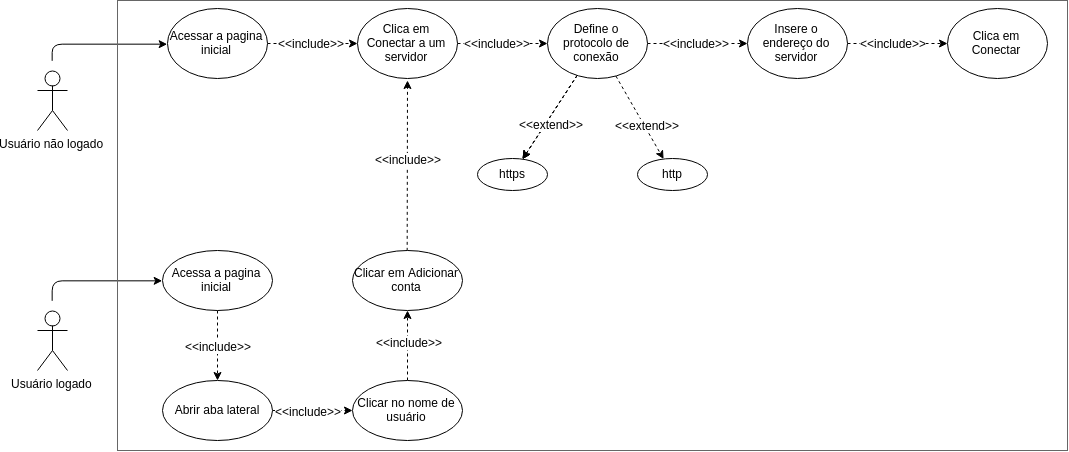 Acessar a pagina
inicial
<<include>>
Clica em
Conectar a um
servidor
<<include>>
Define o
protocolo de
conexão
<<include>>
Insere o
endereço do
servidor
<<include>>
Clica em
Conectar
Usuário não logado
<<extend>>
<<extend>>
<<include>>
https
http
Acessa a pagina
inicial
Clicar em Adicionar
conta
<<include>>
<<include>>
Usuário logado
Abrir aba lateral
<<include>>
Clicar no nome de
usuário